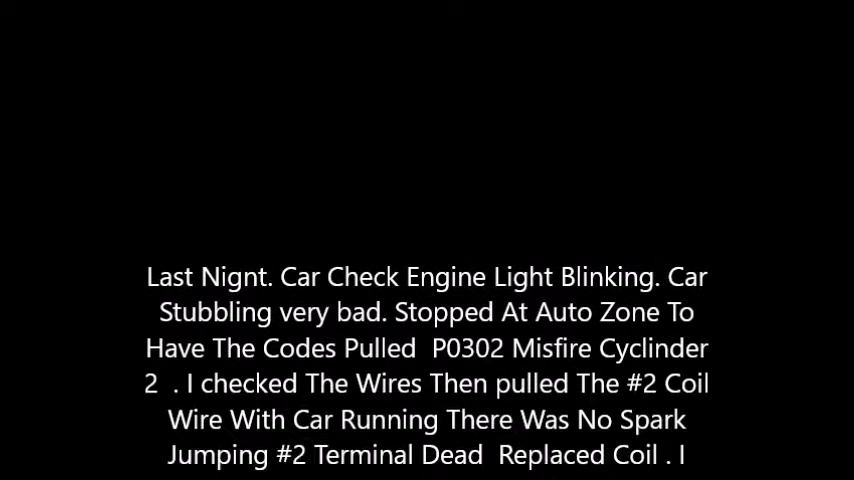 Last Nignt. Car Check Engine Light Blinking. Car
Stubbling very bad. Stopped At Auto Zone To
Have The Codes Pulled  P0302 Misfire Cyclinder
2  . I checked The Wires Then pulled The #2 Coil
Wire With Car Running There Was No Spark
Jumping #2 Terminal Dead  Replaced Coil . I